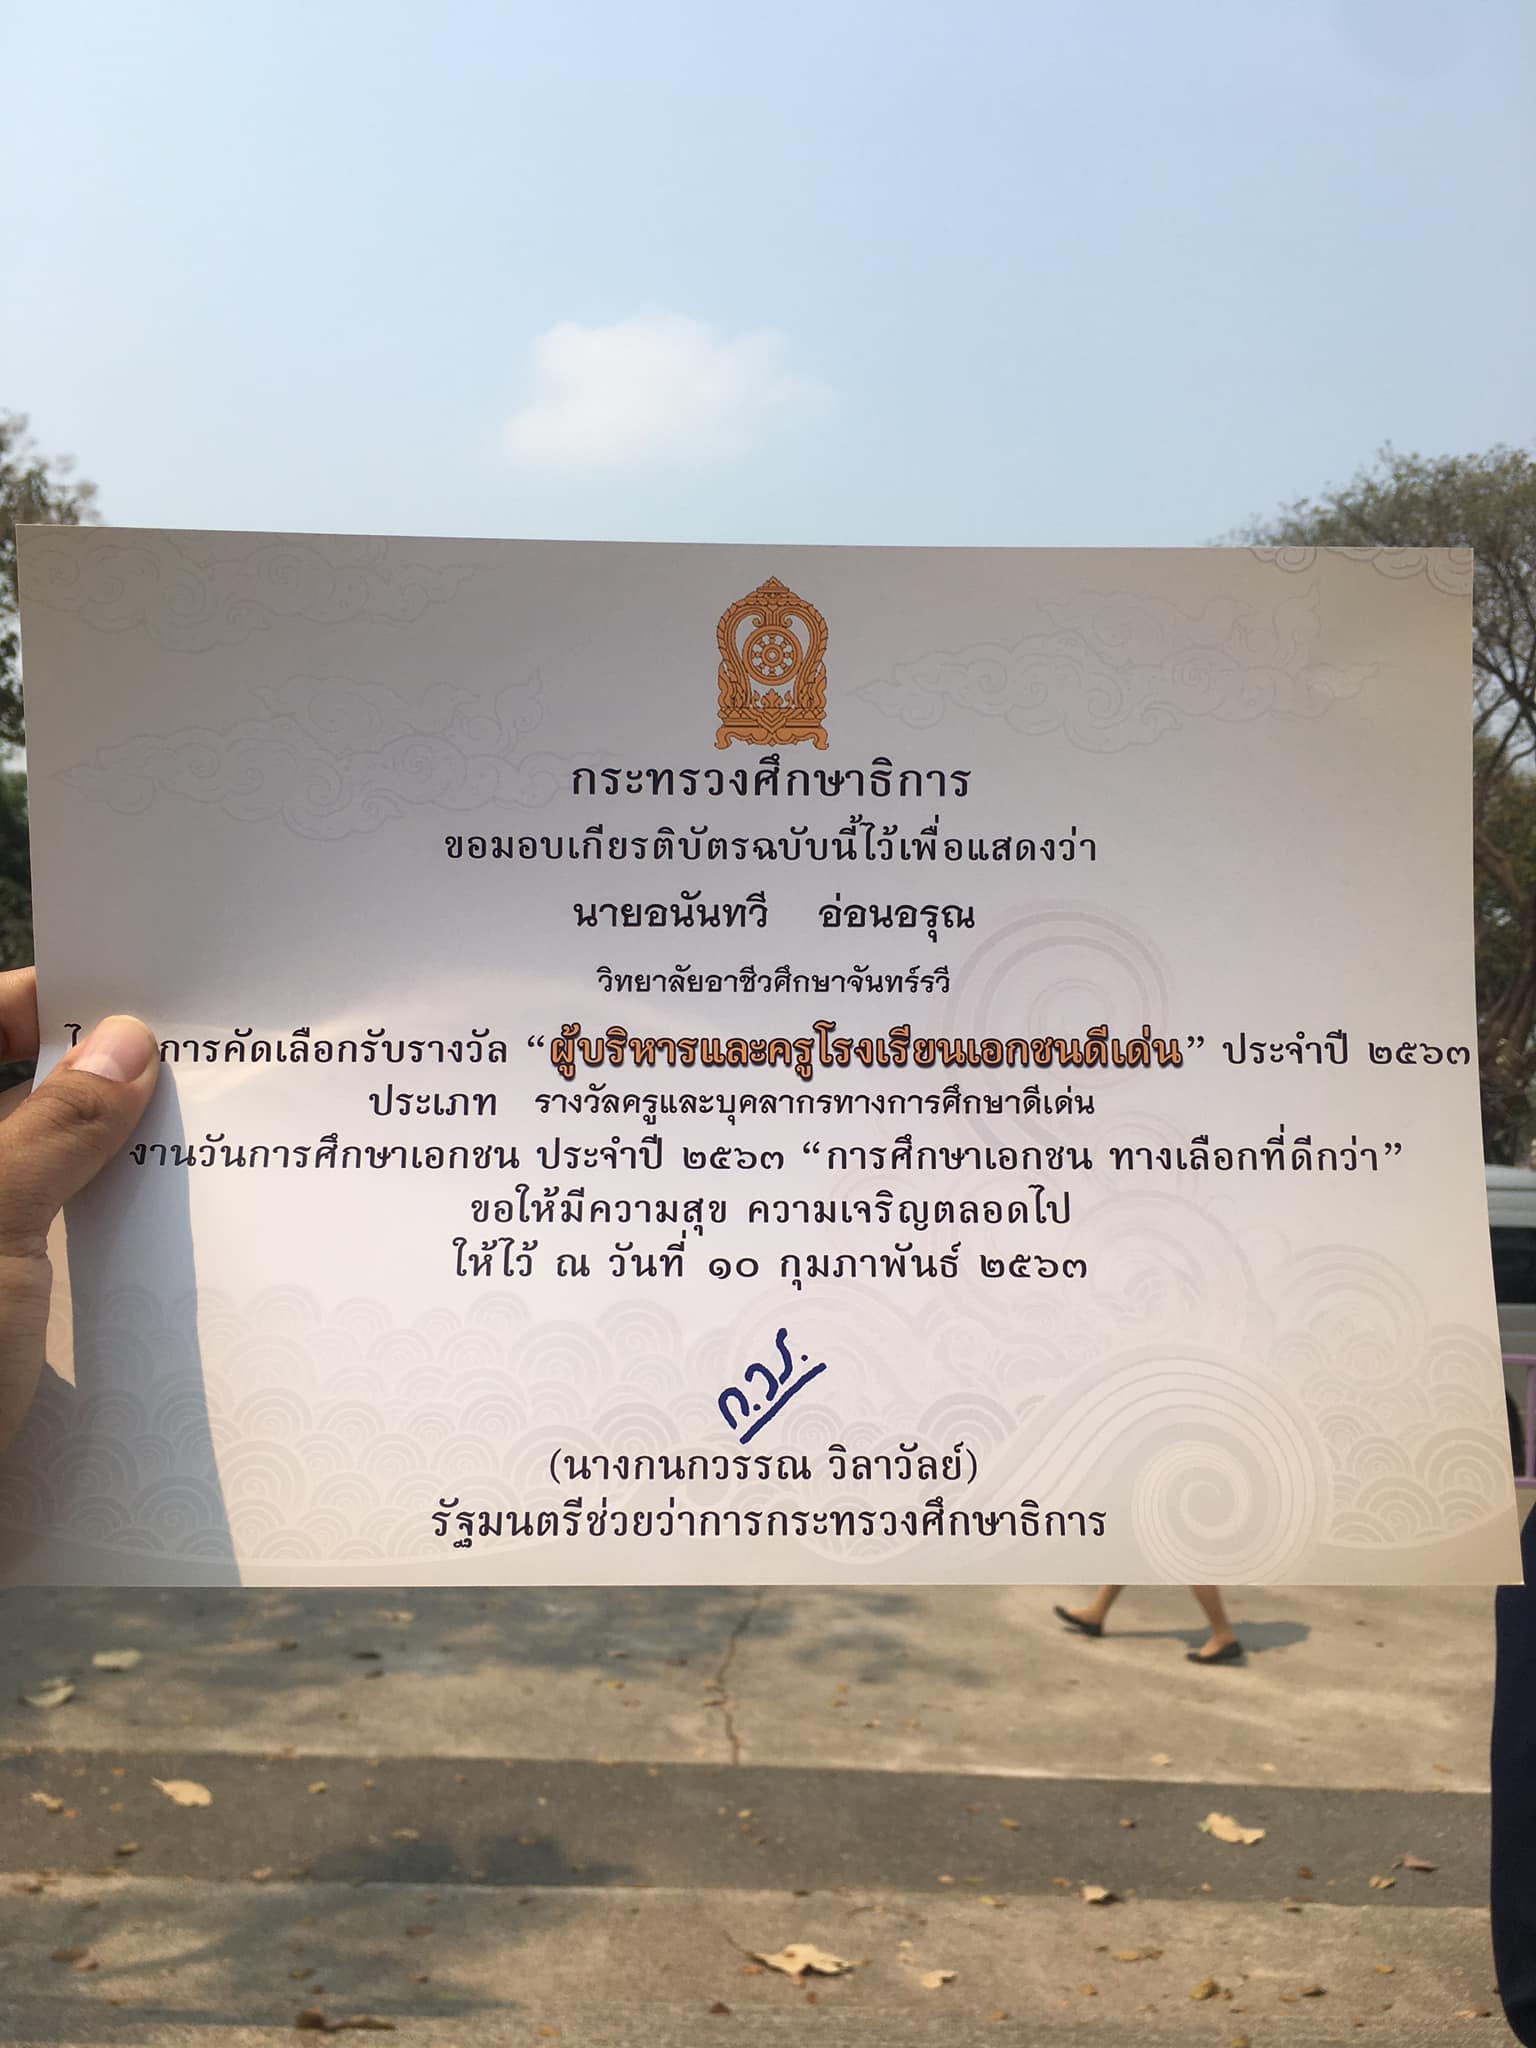 กระทรวงศึกษาธิการ
ขอมอบเกียรติบัตรฉบับนี้ไว้เพื่อแสดงว่า
นายอนันทวี อ่อนอรุณ
วิทยาลัยอาชีวศึกษาจันทร์รวี
การคัดเลือกรับรางวัล “ผู้บริหารและครูโรงเรียนเอกชนดีเด่น” ประจำปี ๒๕๖๓
ประเภท รางวัลครูและบุคลากรทางการศึกษาดีเด่น
งานวันการศึกษาเอกชน ประจำปี ๒๕๖๓ “การศึกษาเอกชน ทางเลือกที่ดีกว่า”
ขอให้มีความสุข ความเจริญตลอดไป
ให้ไว้ ณ วันที่ ๑๐ กุมภาพันธ์ ๒๕๖๓
ก.วร.
(นางกนกวรรณ วิลาวัลย์)
รัฐมนตรีช่วยว่าการกระทรวงศึกษาธิการ